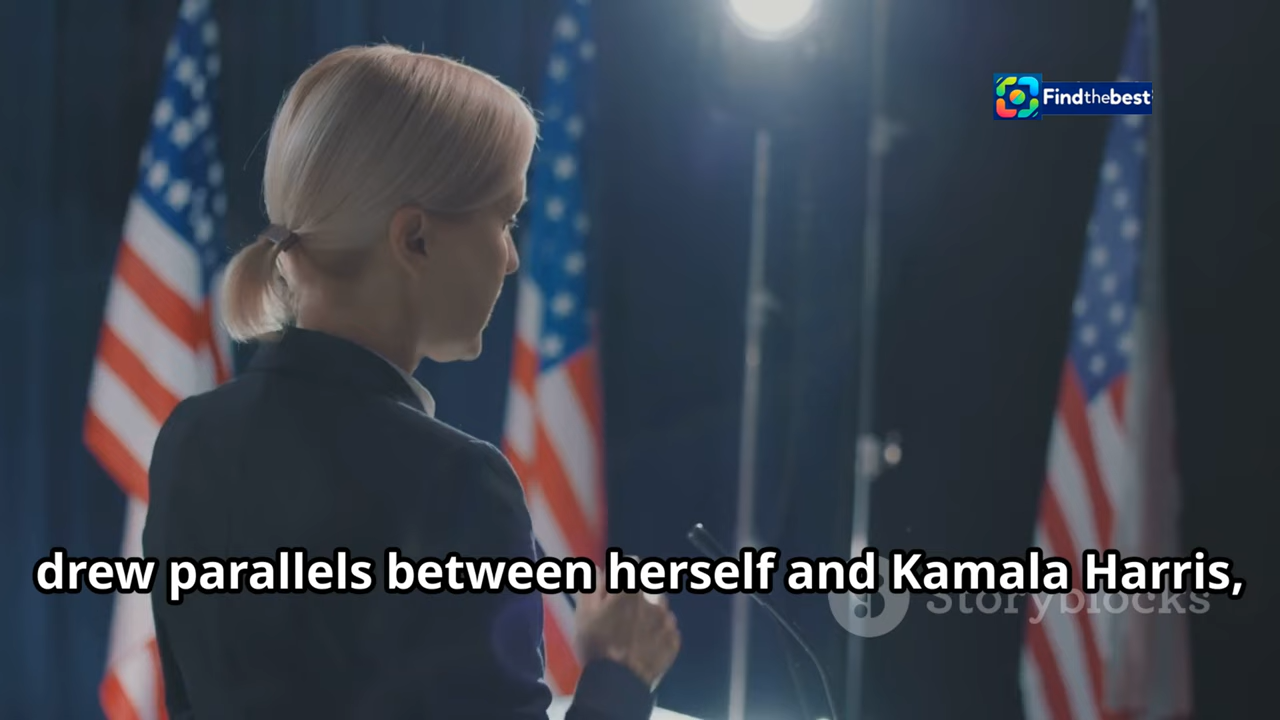 Findthebest
drew parallels between herself and Kamala Harris,
Storyblocks